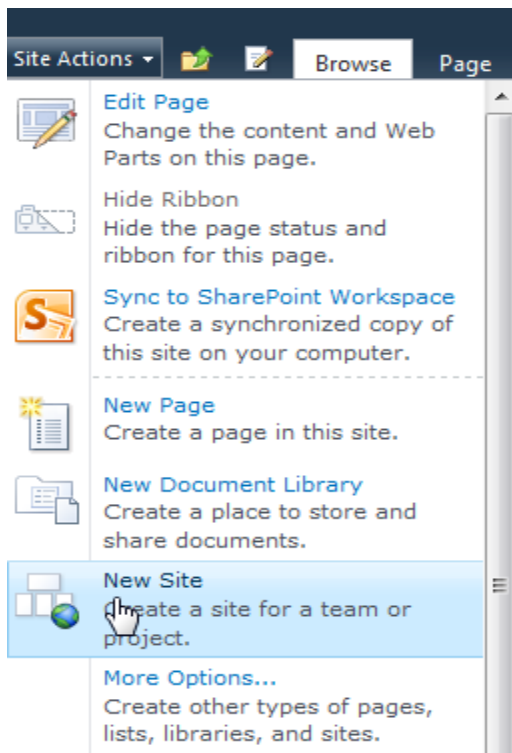 Site Actions Browse Page
Edit Page
Change the content and Web
Parts on this page.
Hide Ribbon
Hide the page status and
ribbon for this page.
Sync to SharePoint Workspace
Create a synchronized copy of
this site on your computer.
New Page
Create a page in this site.
New Document Library
Create a place to store and
share documents.
New Site
Create a site for a team or
project.
More Options...
Create other types of pages,
lists, libraries, and sites.